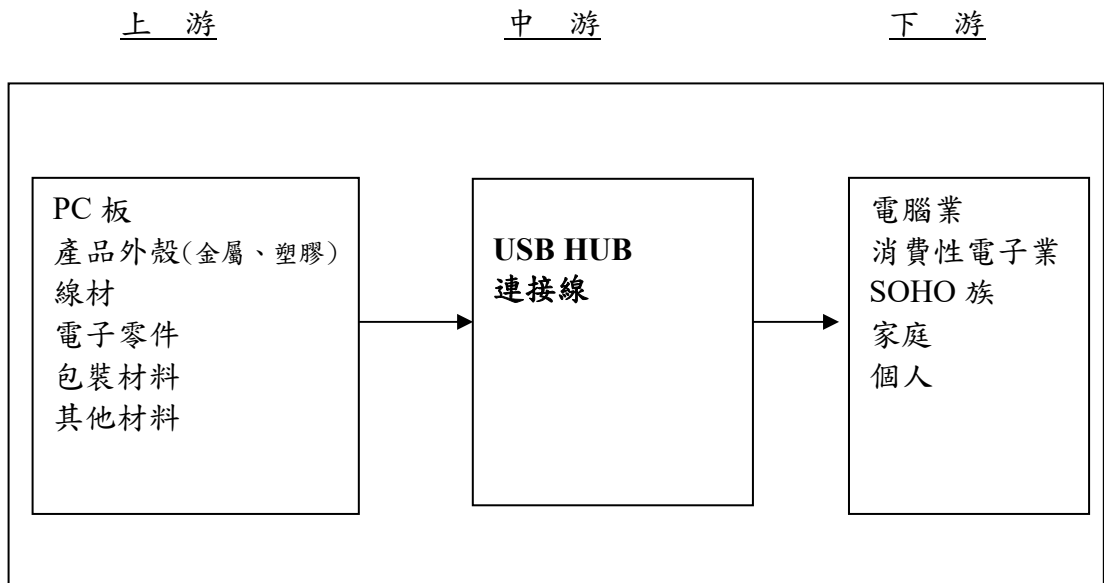 上 游
中 游
下 游
PC 板
產品外殼(金屬、塑膠)
線材
電子零件
包裝材料
其他材料
USB HUB
連接線
電腦業
消費性電子業
SOHO 族
家庭
個人